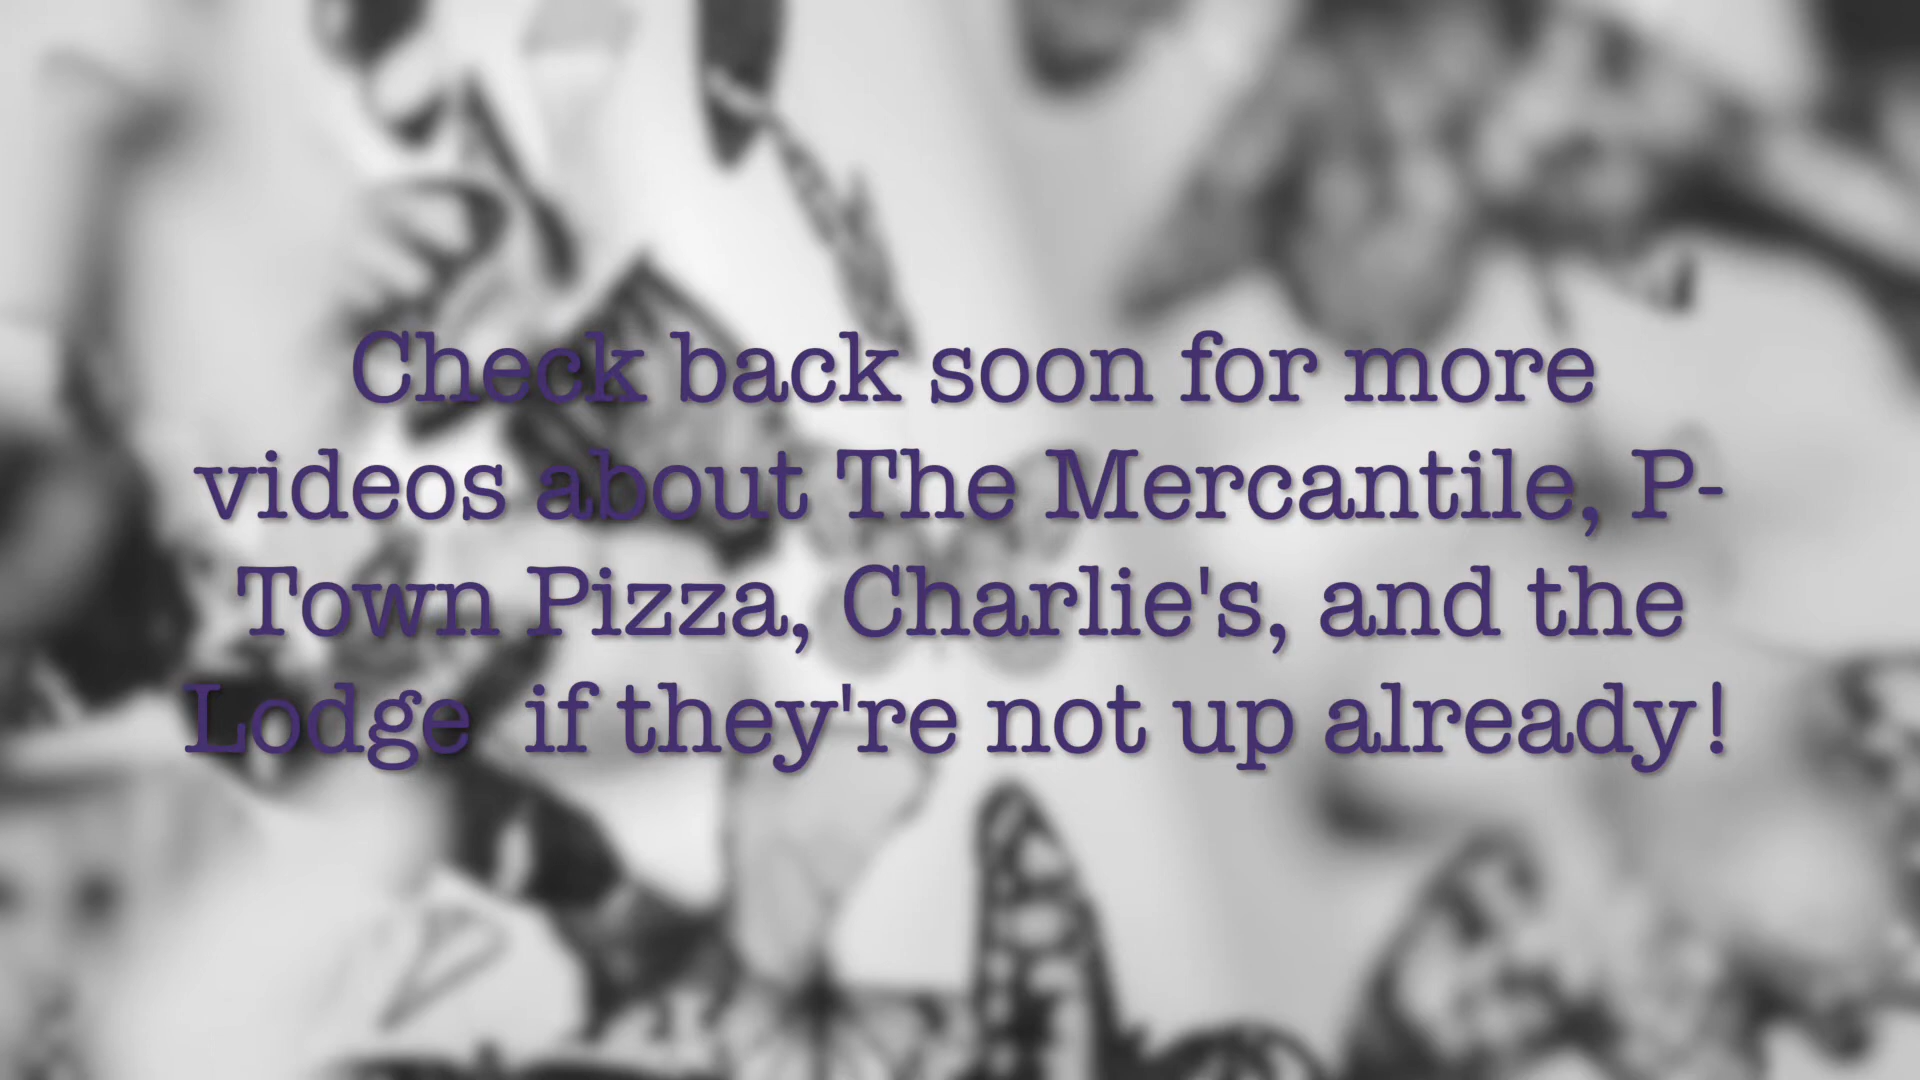 Check back soon for more
videos about The Mercantile, P-
Town Pizza, Charlie's, and the
Lodge  if they're not up already!